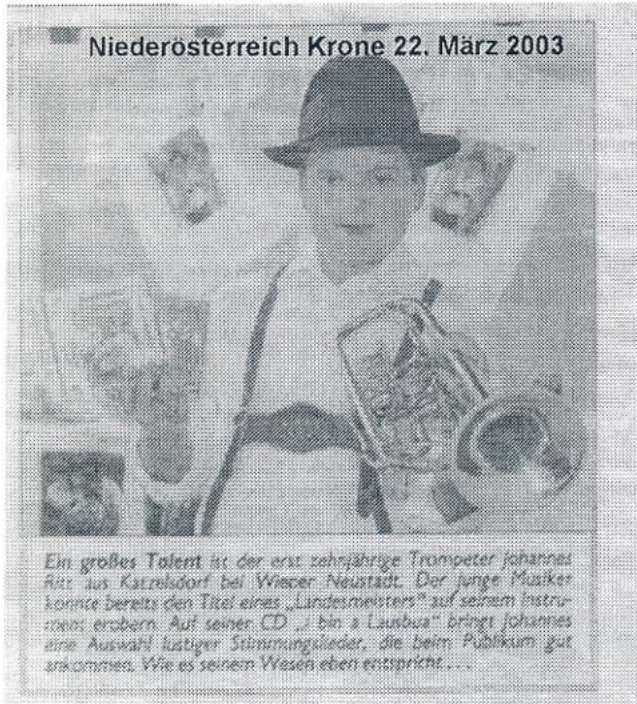 Niederösterreich Krone 22. März 2003
Ein großes Talent ist der erst zehnjährige Trompeter Johannes
Ritt aus Katzelsdorf bei Wiener Neustadt. Der junge Musiker
konnte bereits den Titel eines „Landesmeisters“ auf seinem Instru-
ment erobern. Auf seiner CD „i bin a Lausbua“ bringt Johannes
eine Auswahl lustiger Stimmungslieder, die beim Publikum gut
ankommen. Wie es seinem Wesen eben entspricht . . .